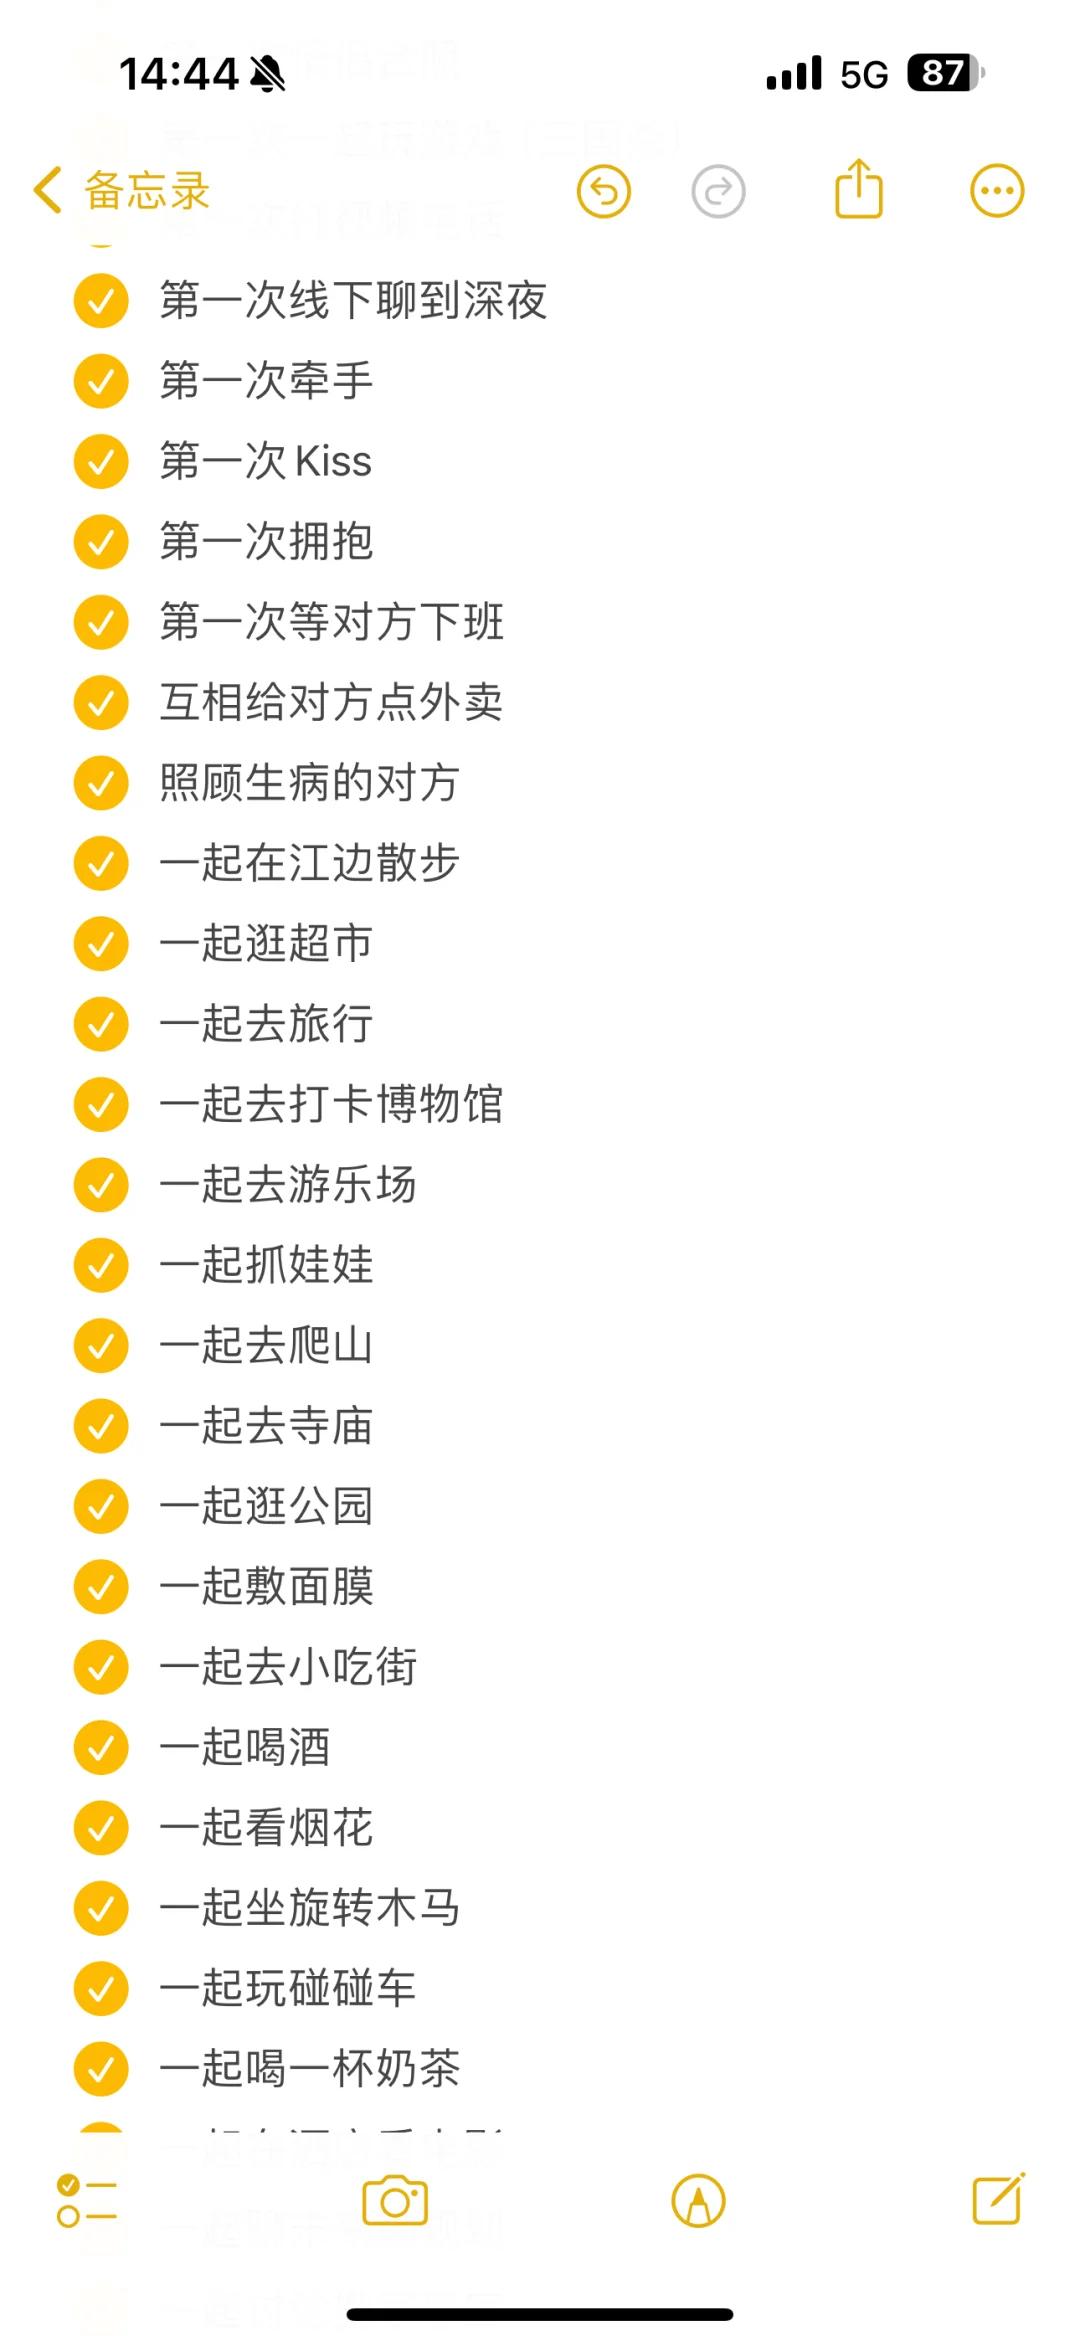 14:44
5G 87
备忘录
第一次线下聊到深夜
第一次牵手
第一次Kiss
第一次拥抱
第一次等对方下班
互相给对方点外卖
照顾生病的对方
一起在江边散步
一起逛超市
一起去旅行
一起去打卡博物馆
一起去游乐场
一起抓娃娃
一起去爬山
一起去寺庙
一起逛公园
一起敷面膜
一起去小吃街
一起喝酒
一起看烟花
一起坐旋转木马
一起玩碰碰车
一起喝一杯奶茶